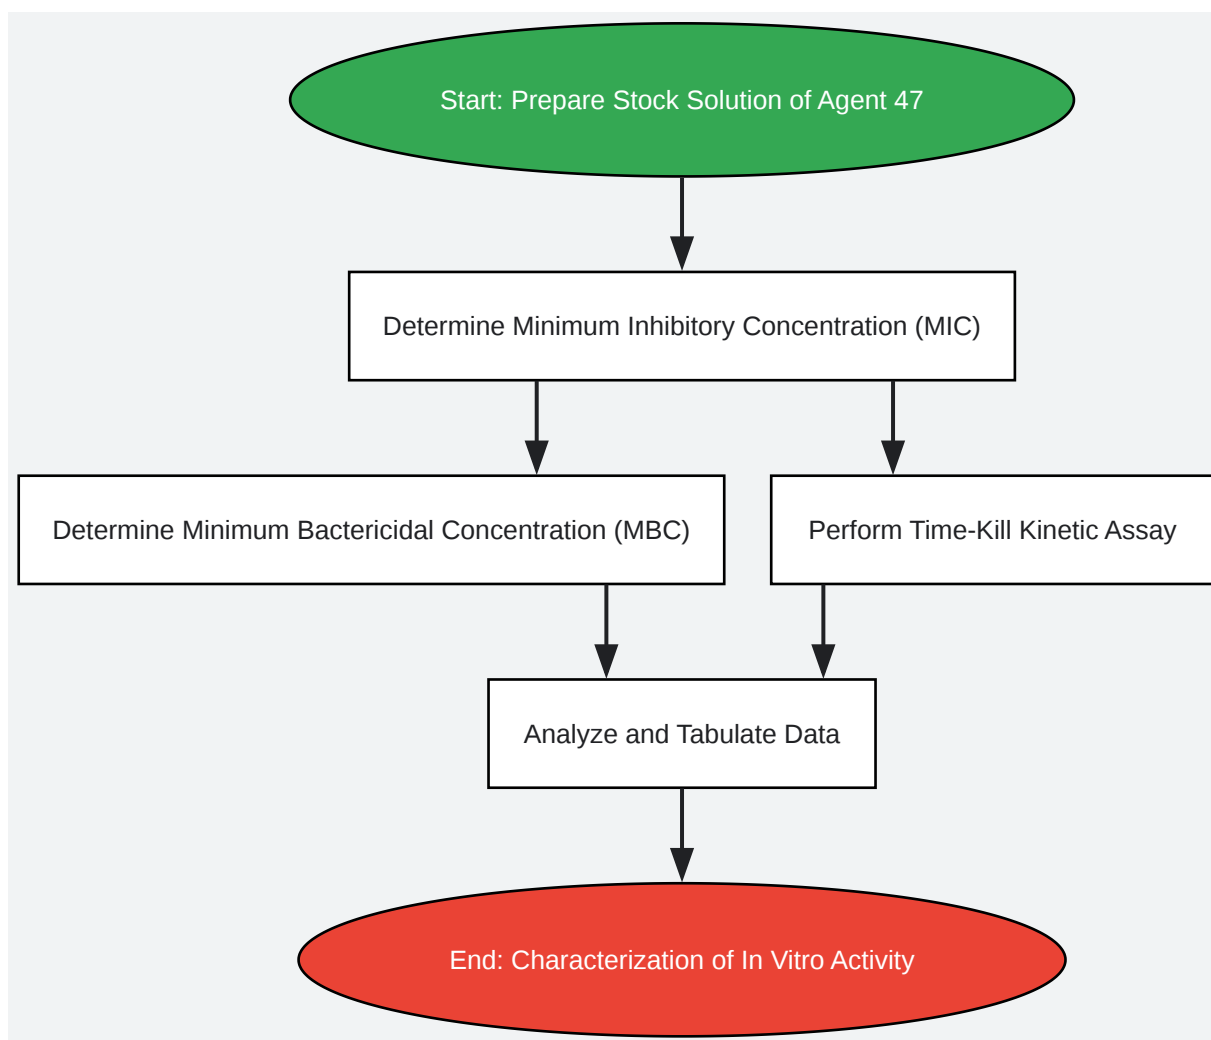 Start: Prepare Stock Solution of Agent 47
Determine Minimum Inhibitory Concentration (MIC)
Determine Minimum Bactericidal Concentration (MBC)
Perform Time-Kill Kinetic Assay
Analyze and Tabulate Data
End: Characterization of In Vitro Activity